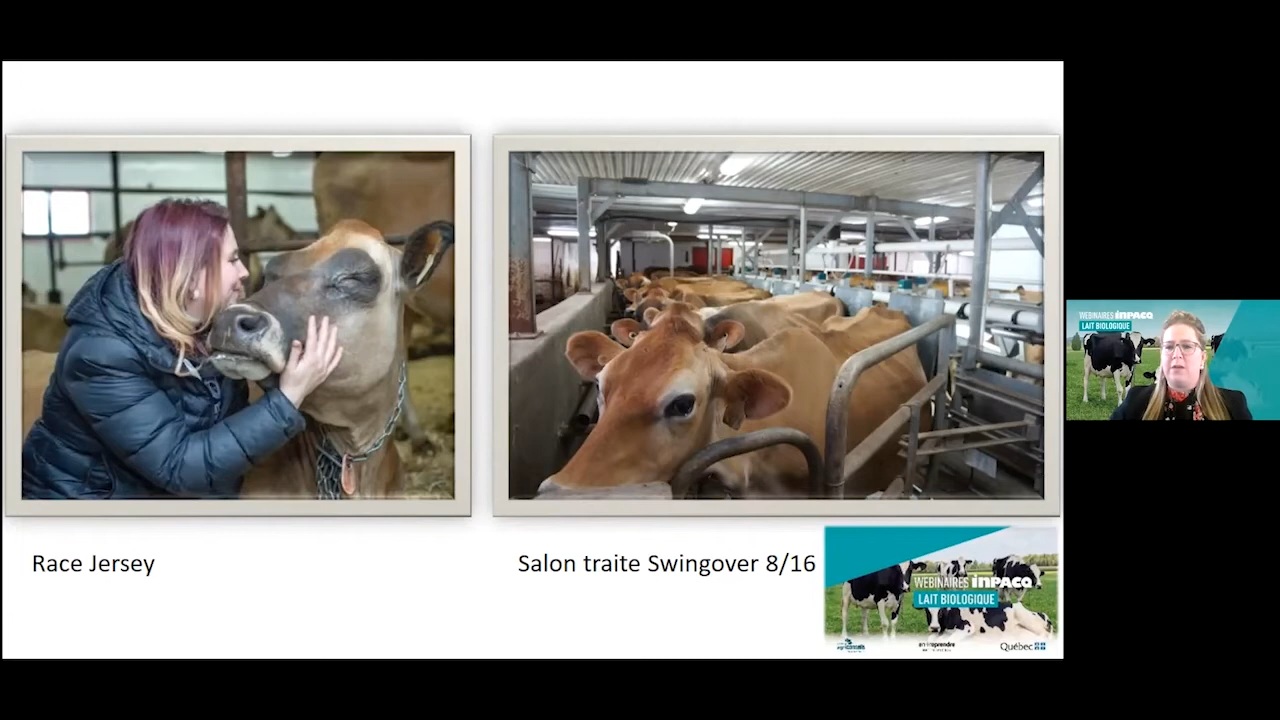 Race Jersey
Salon traite Swingover 8/16
WEBINAIRES INPACQ
LAIT BIOLOGIQUE
Québec
WEBINAIRES INPACQ
LAIT BIOLOGIQUE